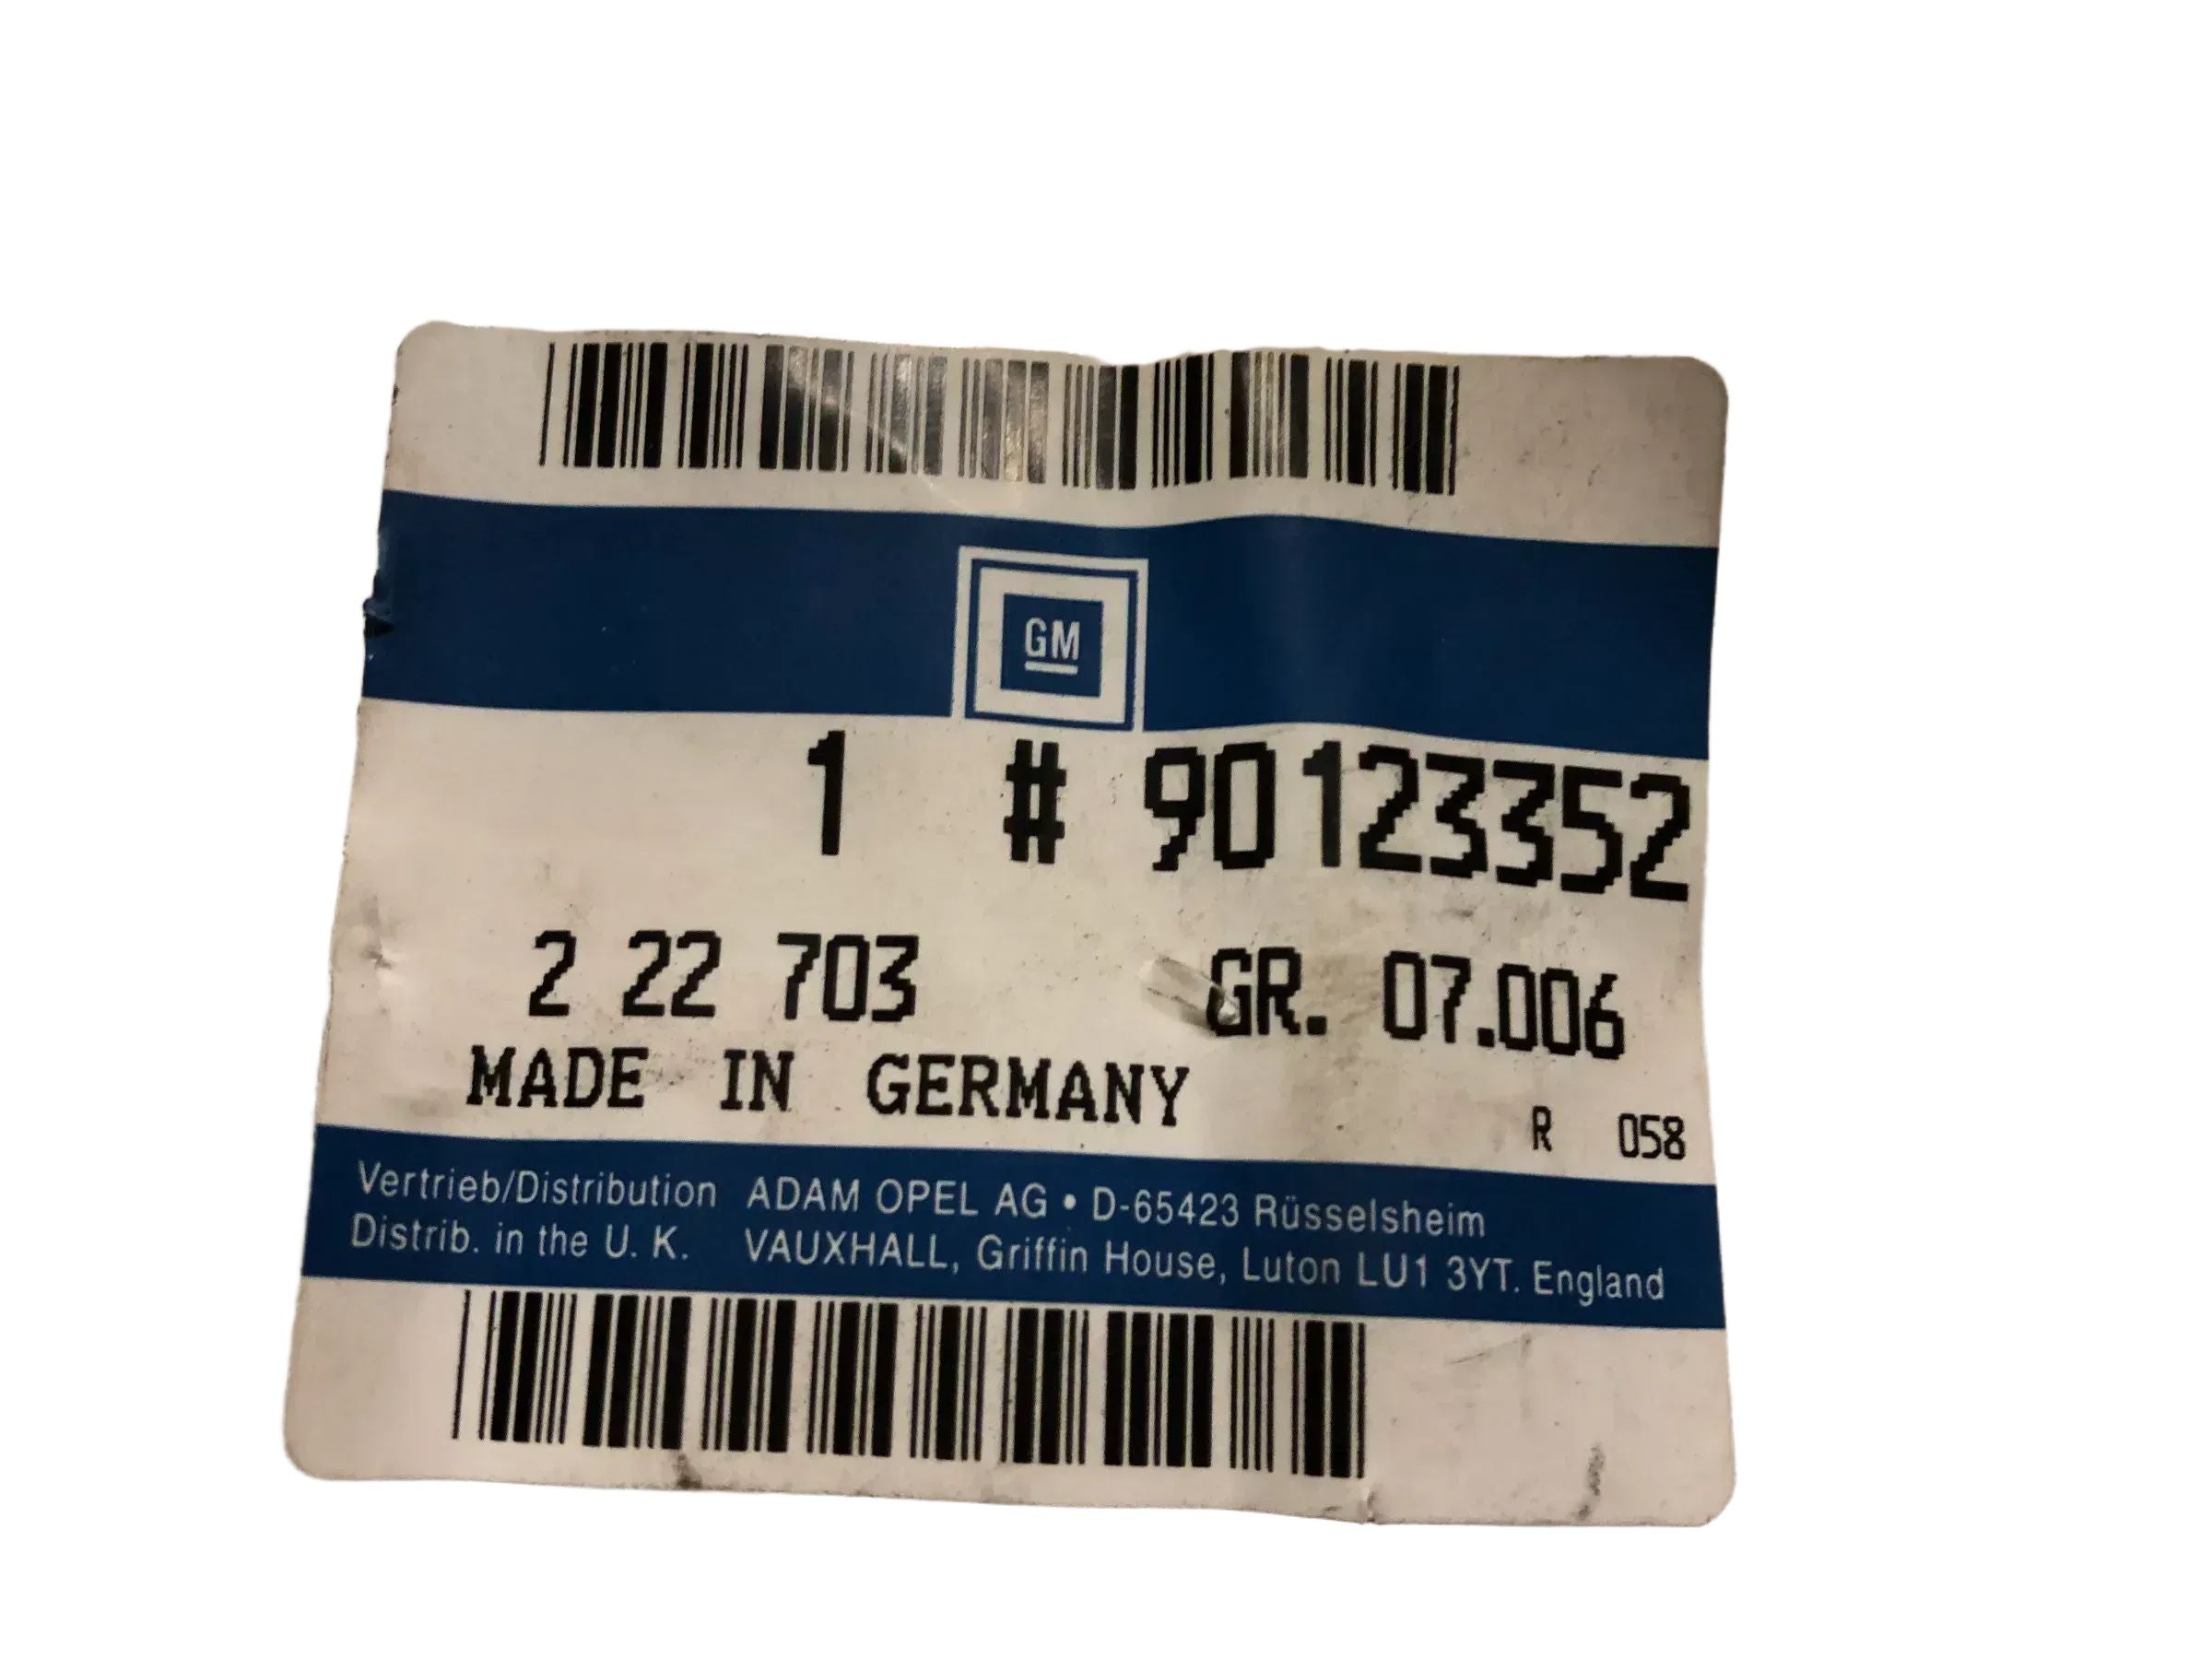 GM
1 # 90123352
2 22 703 GR. 07.006
MADE IN GERMANY
R 058
Vertrieb/Distribution ADAM OPEL AG • D-65423 Rüsselsheim
Distrib. in the U. K. VAUXHALL, Griffin House, Luton LU1 3YT. England